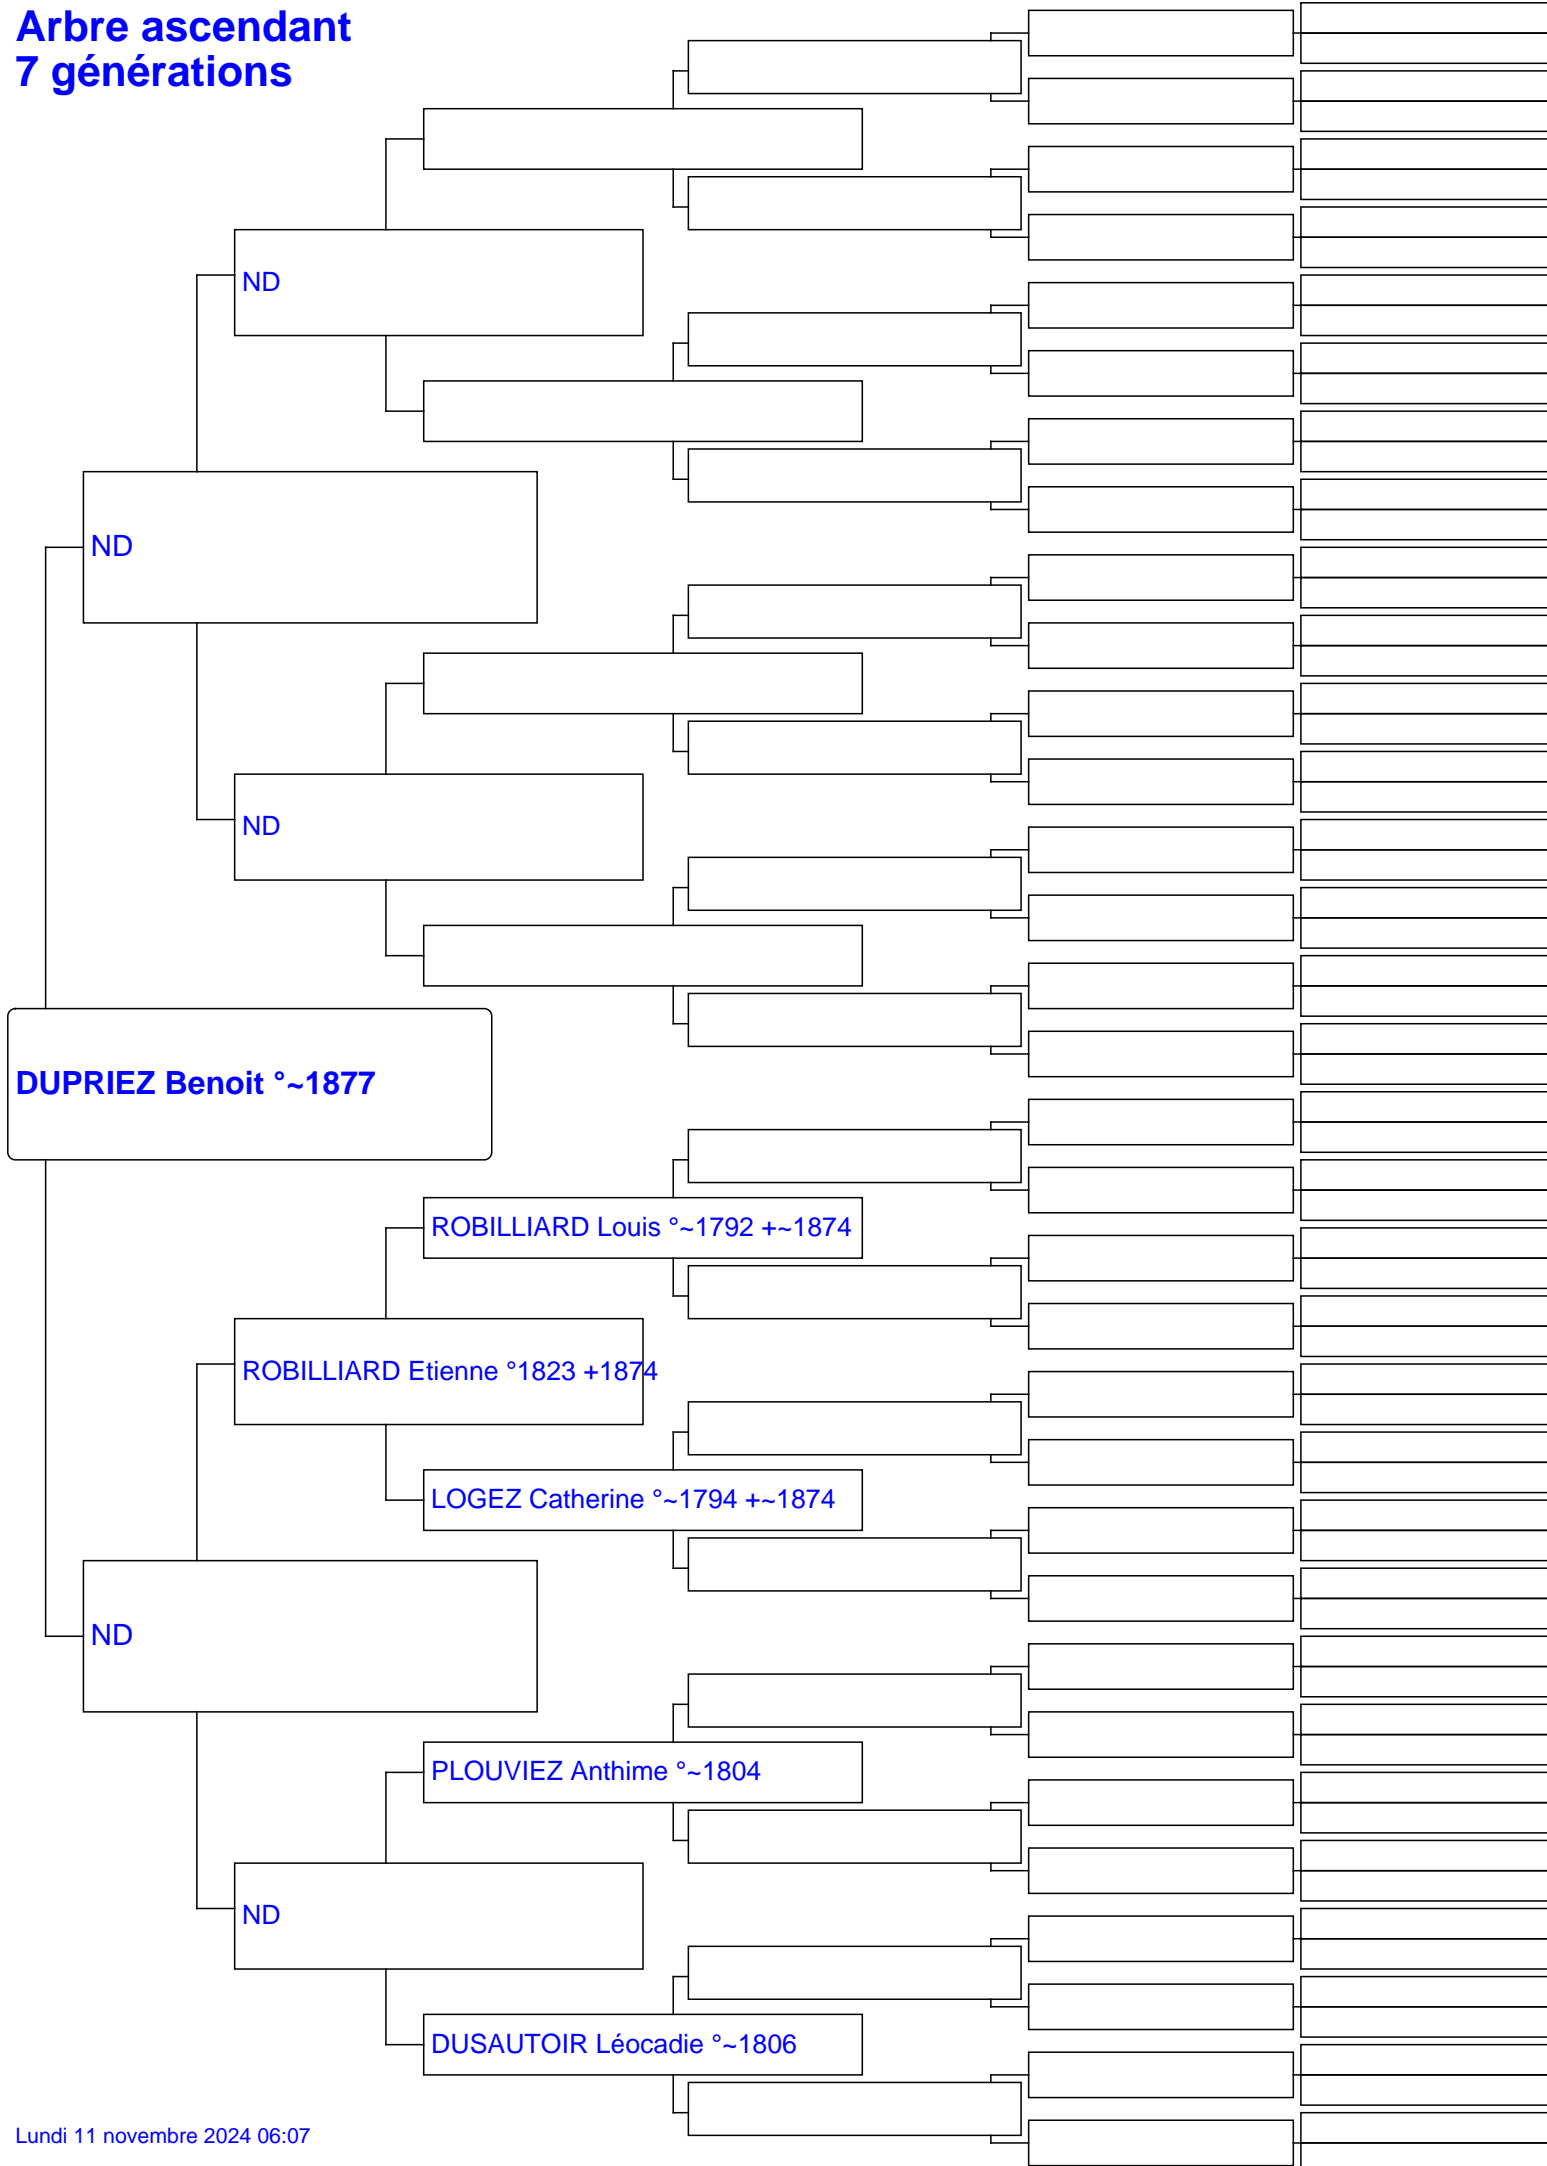 Arbre ascendant
7 générations
ND
ND
ND
DUPRIEZ Benoit °~1877
ROBILLIARD Louis °~1792 +~1874
ROBILLIARD Etienne °1823 +1874
LOGEZ Catherine °~1794 +~1874
ND
PLOUVIEZ Anthime °~1804
ND
DUSAUTOIR Léocadie °~1806
Lundi 11 novembre 2024 06:07